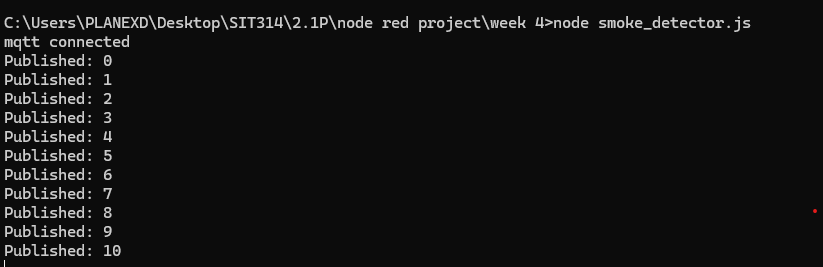 C:\Users\PLANEXD\Desktop\SIT314\2.1P\node red project\week 4>node smoke_detector.js
mqtt connected
Published: 0
Published: 1
Published: 2
Published: 3
Published: 4
Published: 5
Published: 6
Published: 7
Published: 8
Published: 9
Published: 10